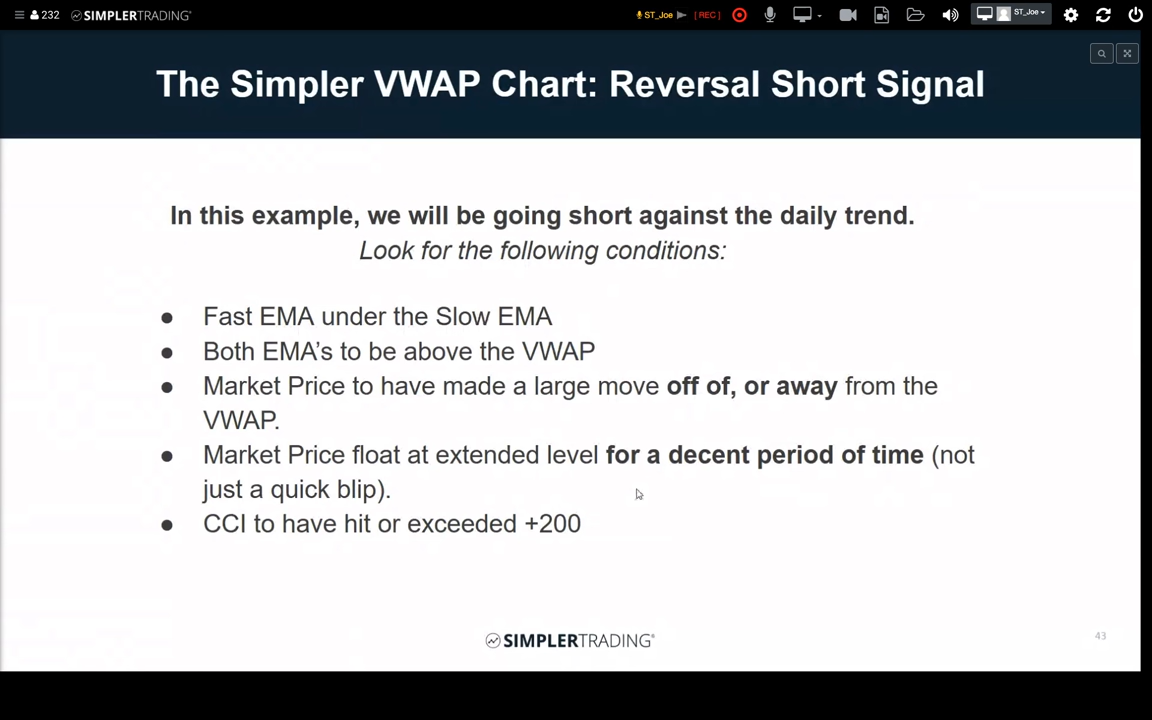 232 SIMPLERTRADING®
ST_Joe [ REC ] ST_Joe
The Simpler VWAP Chart: Reversal Short Signal
In this example, we will be going short against the daily trend.
Look for the following conditions:
● Fast EMA under the Slow EMA
● Both EMA’s to be above the VWAP
● Market Price to have made a large move off of, or away from the
VWAP.
● Market Price float at extended level for a decent period of time (not
just a quick blip).
● CCI to have hit or exceeded +200
SIMPLERTRADING®
43